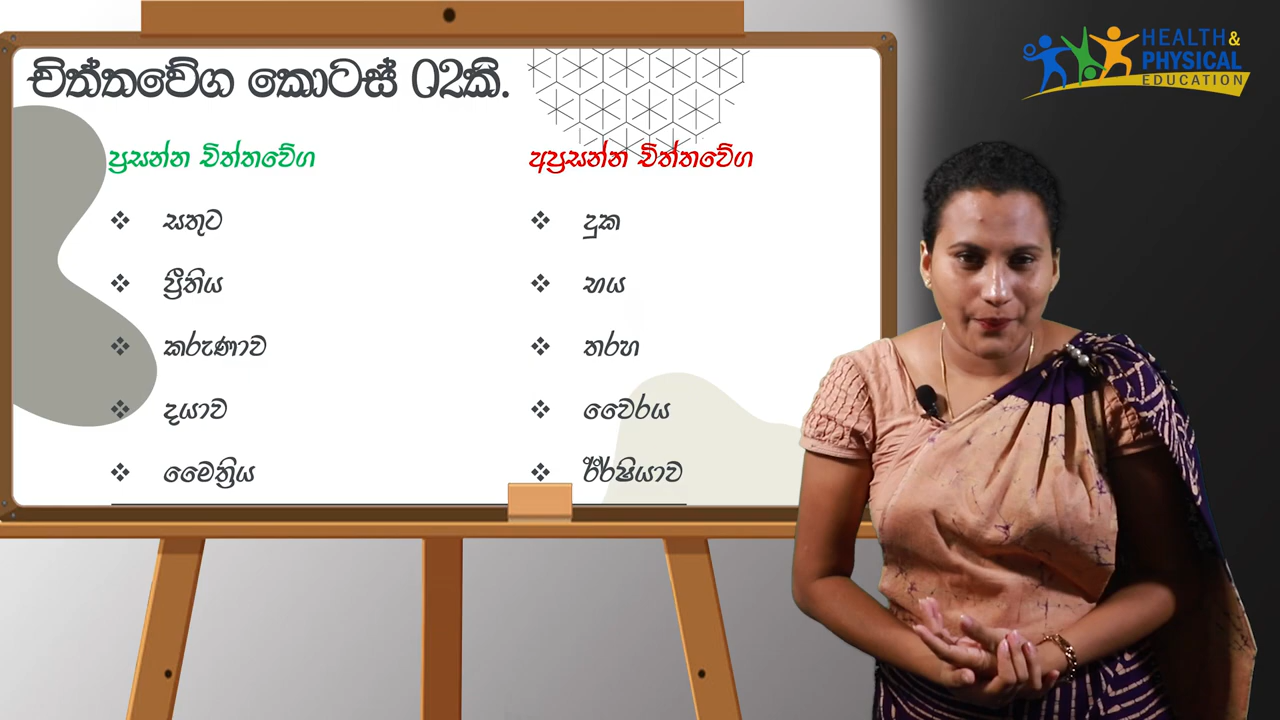 චිත්තවේග කොටස් 02කි.
ප්‍රසන්න චිත්තවේග
සතුට
ප්‍රීතිය
කරුණාව
දයාව
මෛත්‍රිය
අප්‍රසන්න චිත්තවේග
දුක
භය
තරහ
වෛරය
ඊර්ෂියාව
HEALTH&
PHYSICAL
EDUCATION